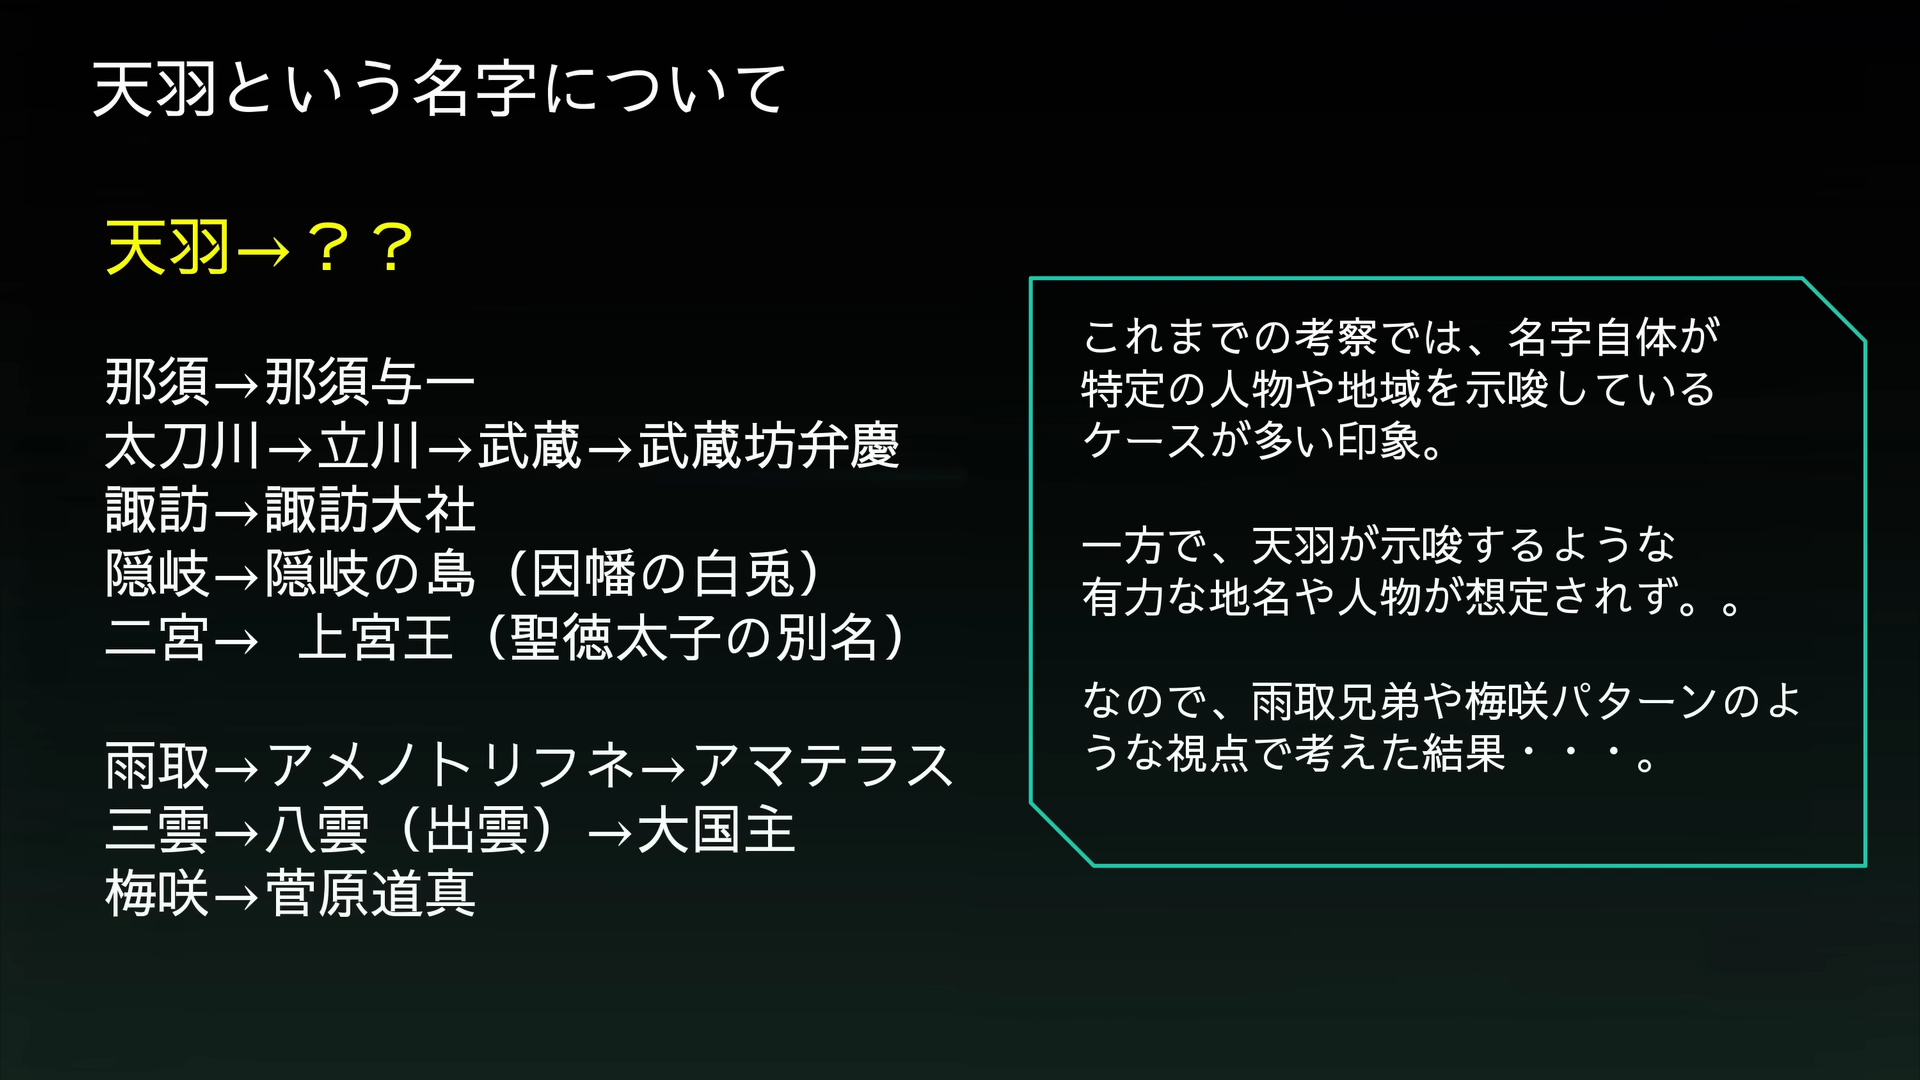 天羽という名字について
天羽→？？
那須→那須与一
太刀川→立川→武蔵→武蔵坊弁慶
諏訪→諏訪大社
隠岐→隠岐の島（因幡の白兎）
二宮→ 上宮王（聖徳太子の別名）
雨取→アメノトリフネ→アマテラス
三雲→八雲（出雲）→大国主
梅咲→菅原道真
これまでの考察では、名字自体が
特定の人物や地域を示唆している
ケースが多い印象。
一方で、天羽が示唆するような
有力な地名や人物が想定されず。。
なので、雨取兄弟や梅咲パターンのよ
うな視点で考えた結果・・・。